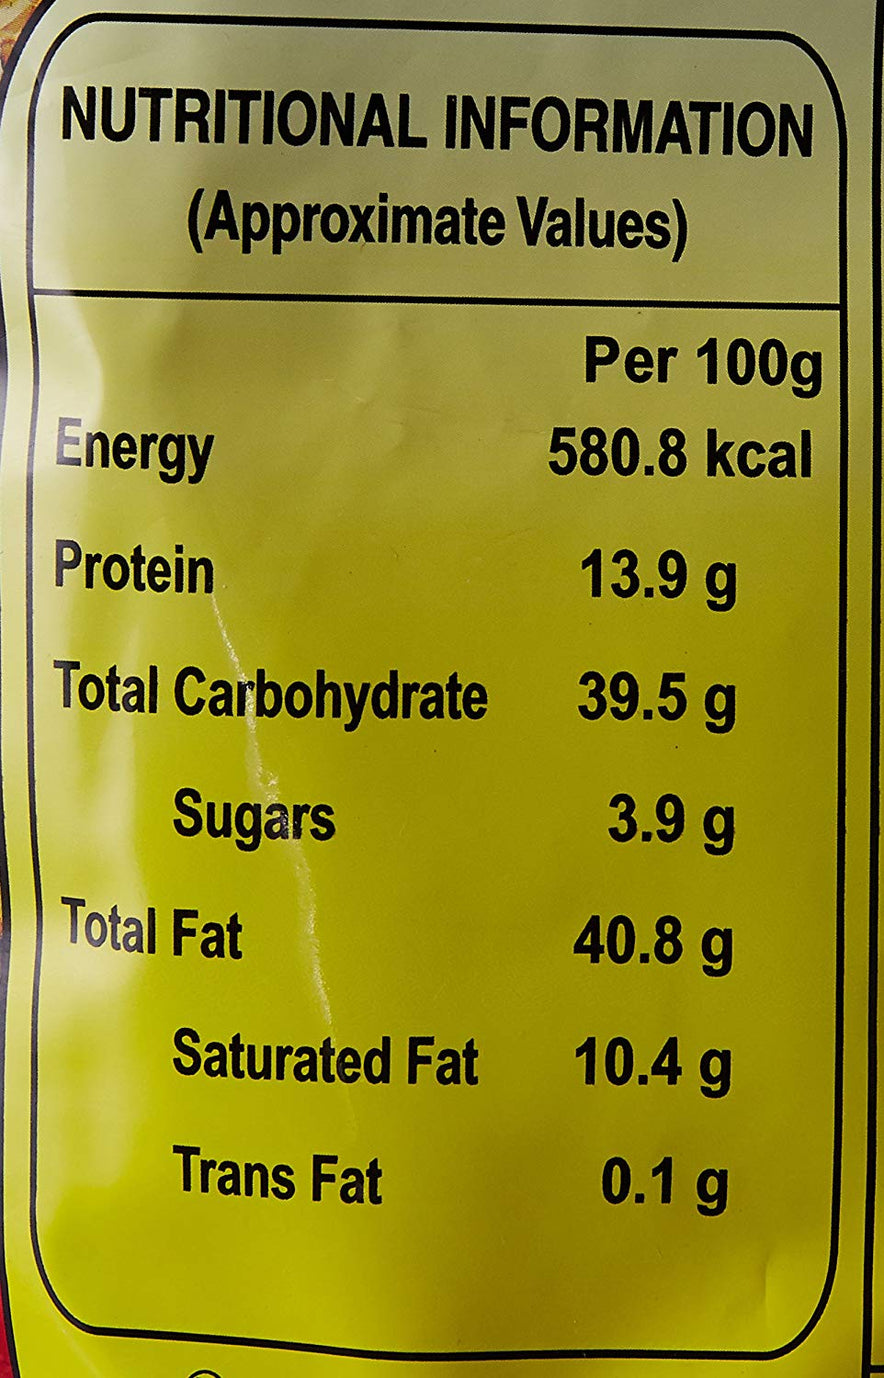 NUTRITIONAL INFORMATION
(Approximate Values)
Per 100g
Energy 580.8 kcal
Protein 13.9 g
Total Carbohydrate 39.5 g
Sugars 3.9 g
Total Fat 40.8 g
Saturated Fat 10.4 g
Trans Fat 0.1 g